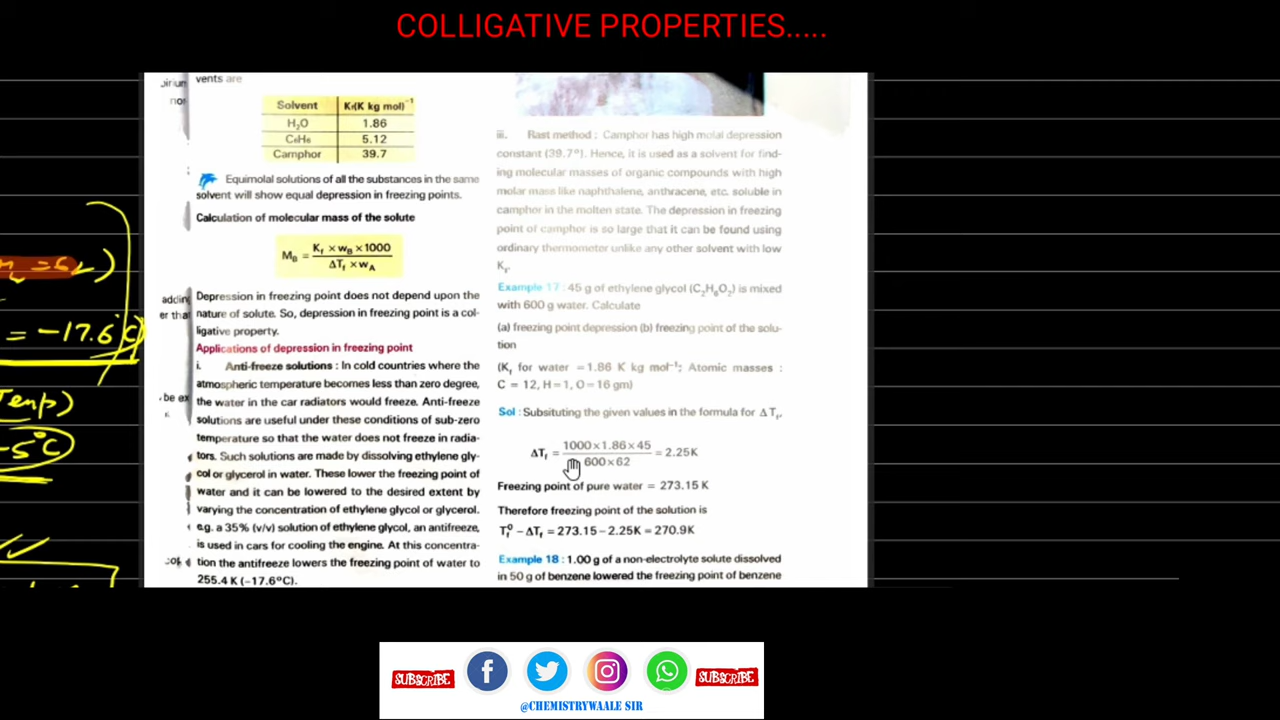 COLLIGATIVE PROPERTIES.....
vents are
Solvent Kf(K kg mol)⁻¹
H₂O 1.86
C₆H₆ 5.12
Camphor 39.7
Equimolal solutions of all the substances in the same
solvent will show equal depression in freezing points.
Calculation of molecular mass of the solute
M_B = K_f × w_B × 1000 / ΔT_f × w_A
adding
er that
Depression in freezing point does not depend upon the
nature of solute. So, depression in freezing point is a col-
ligative property.
Applications of depression in freezing point
i. Anti-freeze solutions : In cold countries where the
atmospheric temperature becomes less than zero degree,
the water in the car radiators would freeze. Anti-freeze
solutions are useful under these conditions of sub-zero
temperature so that the water does not freeze in radia-
tors. Such solutions are made by dissolving ethylene gly-
col or glycerol in water. These lower the freezing point of
water and it can be lowered to the desired extent by
varying the concentration of ethylene glycol or glycerol.
e.g. a 35% (v/v) solution of ethylene glycol, an antifreeze,
is used in cars for cooling the engine. At this concentra-
tion the antifreeze lowers the freezing point of water to
255.4 K (−17.6°C).
be ex
= −17.6°C)
Temp)
−5°C
iii. Rast method : Camphor has high molal depression
constant (39.7°). Hence, it is used as a solvent for find-
ing molecular masses of organic compounds with high
molar mass like naphthalene, anthracene, etc. soluble in
camphor in the molten state. The depression in freezing
point of camphor is so large that it can be found using
ordinary thermometer unlike any other solvent with low
K_f.
Example 17 : 45 g of ethylene glycol (C₂H₆O₂) is mixed
with 600 g water. Calculate
(a) freezing point depression (b) freezing point of the solu-
tion
(K_f for water = 1.86 K kg mol⁻¹; Atomic masses :
C = 12, H = 1, O = 16 gm)
Sol : Subsituting the given values in the formula for ΔT_f,
ΔT_f = 1000 × 1.86 × 45 / 600 × 62 = 2.25K
Freezing point of pure water = 273.15 K
Therefore freezing point of the solution is
T_f⁰ − ΔT_f = 273.15 − 2.25K = 270.9K
Example 18 : 1.00 g of a non-electrolyte solute dissolved
in 50 g of benzene lowered the freezing point of benzene
SUBSCRIBE
SUBSCRIBE
@CHEMISTRYWAALE SIR